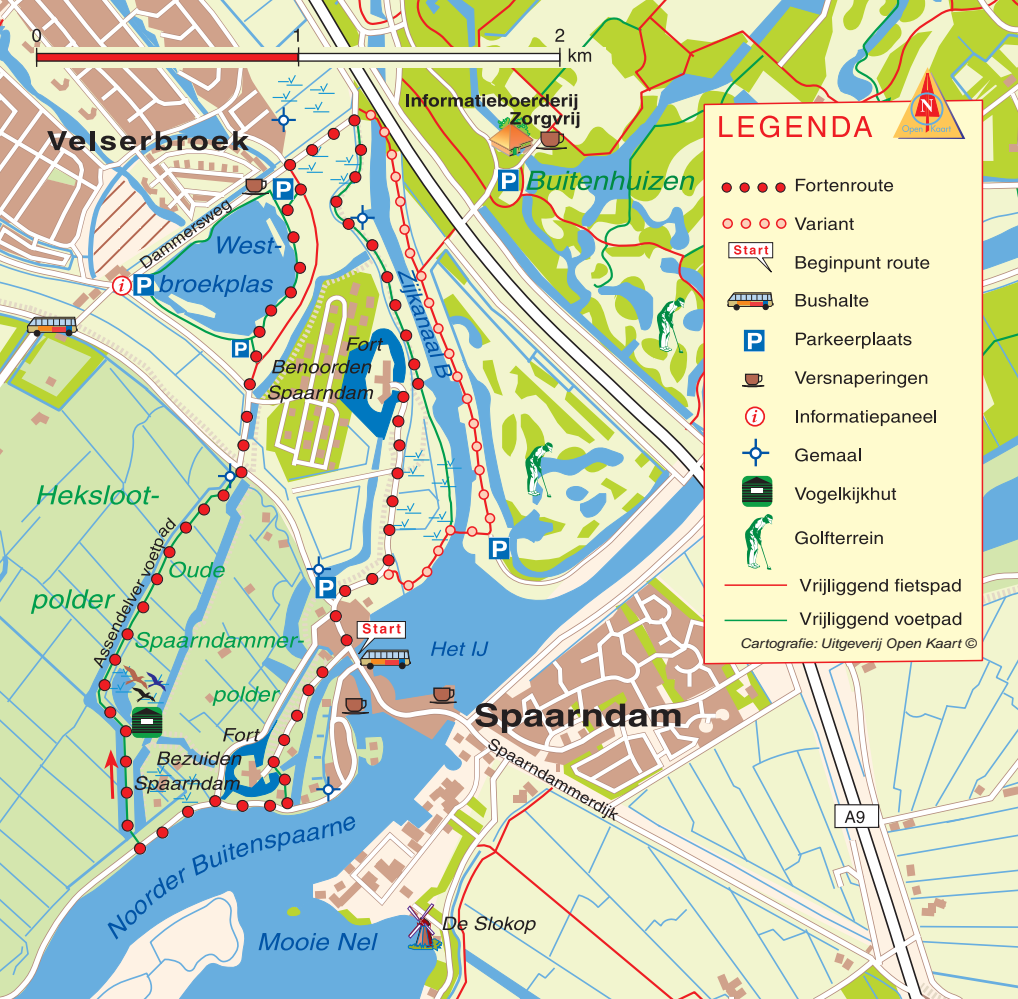 0 1 2
km
Informatieboerderij
Zorgvrij
Velserbroek
P
Buitenhuizen
P
Dammersweg
West-
broekplas
i
P
P
Zijkanaal B
Fort
Benoorden
Spaarndam
Heksloot-
polder
Assendelver voetpad
Oude
Spaarndammer-
polder
P
P
Start
Het IJ
Spaarndam
Spaarndammerdijk
Fort
Bezuiden
Spaarndam
A9
Noorder Buitenspaarne
Mooie Nel
De Slokop
LEGENDA
N
Open Kaart
Fortenroute
Variant
Start
Beginpunt route
Bushalte
P
Parkeerplaats
Versnaperingen
i
Informatiepaneel
Gemaal
Vogelkijkhut
Golfterrein
Vrijliggend fietspad
Vrijliggend voetpad
Cartografie: Uitgeverij Open Kaart ©